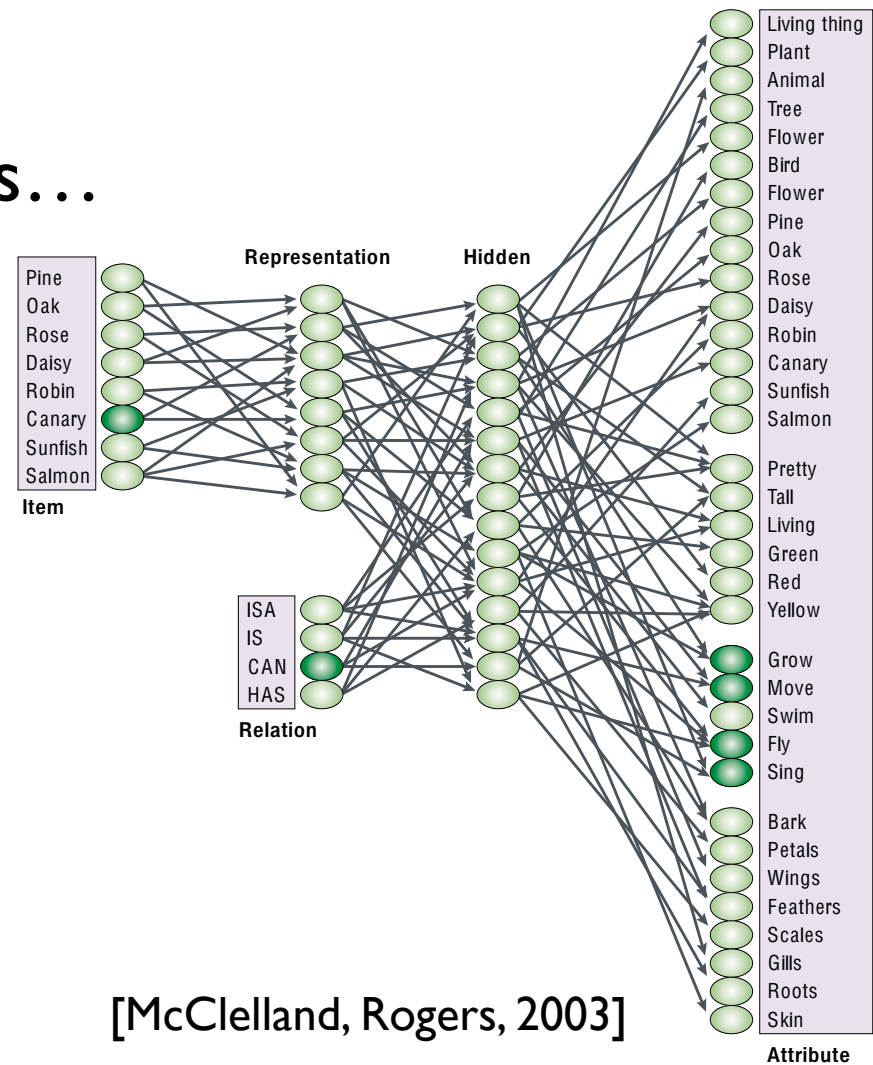 s...
Representation
Hidden
Pine
Oak
Rose
Daisy
Robin
Canary
Sunfish
Salmon
Item
ISA
IS
CAN
HAS
Relation
Living thing
Plant
Animal
Tree
Flower
Bird
Flower
Pine
Oak
Rose
Daisy
Robin
Canary
Sunfish
Salmon
Pretty
Tall
Living
Green
Red
Yellow
Grow
Move
Swim
Fly
Sing
Bark
Petals
Wings
Feathers
Scales
Gills
Roots
Skin
Attribute
[McClelland, Rogers, 2003]